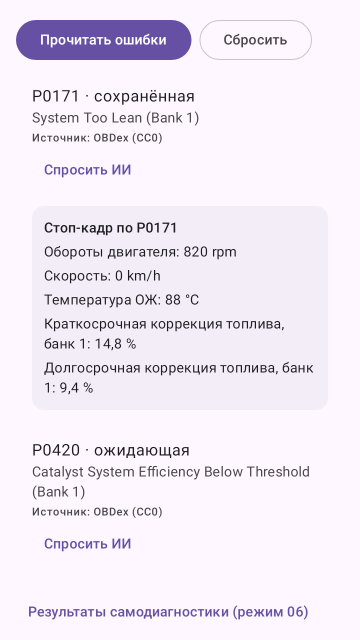 Прочитать ошибки
Сбросить
P0171 · сохранённая
System Too Lean (Bank 1)
Источник: OBDex (CC0)
Спросить ИИ
Стоп-кадр по P0171
Обороты двигателя: 820 rpm
Скорость: 0 km/h
Температура ОЖ: 88 °C
Краткосрочная коррекция топлива,
банк 1: 14,8 %
Долгосрочная коррекция топлива, банк
1: 9,4 %
P0420 · ожидающая
Catalyst System Efficiency Below Threshold
(Bank 1)
Источник: OBDex (CC0)
Спросить ИИ
Результаты самодиагностики (режим 06)